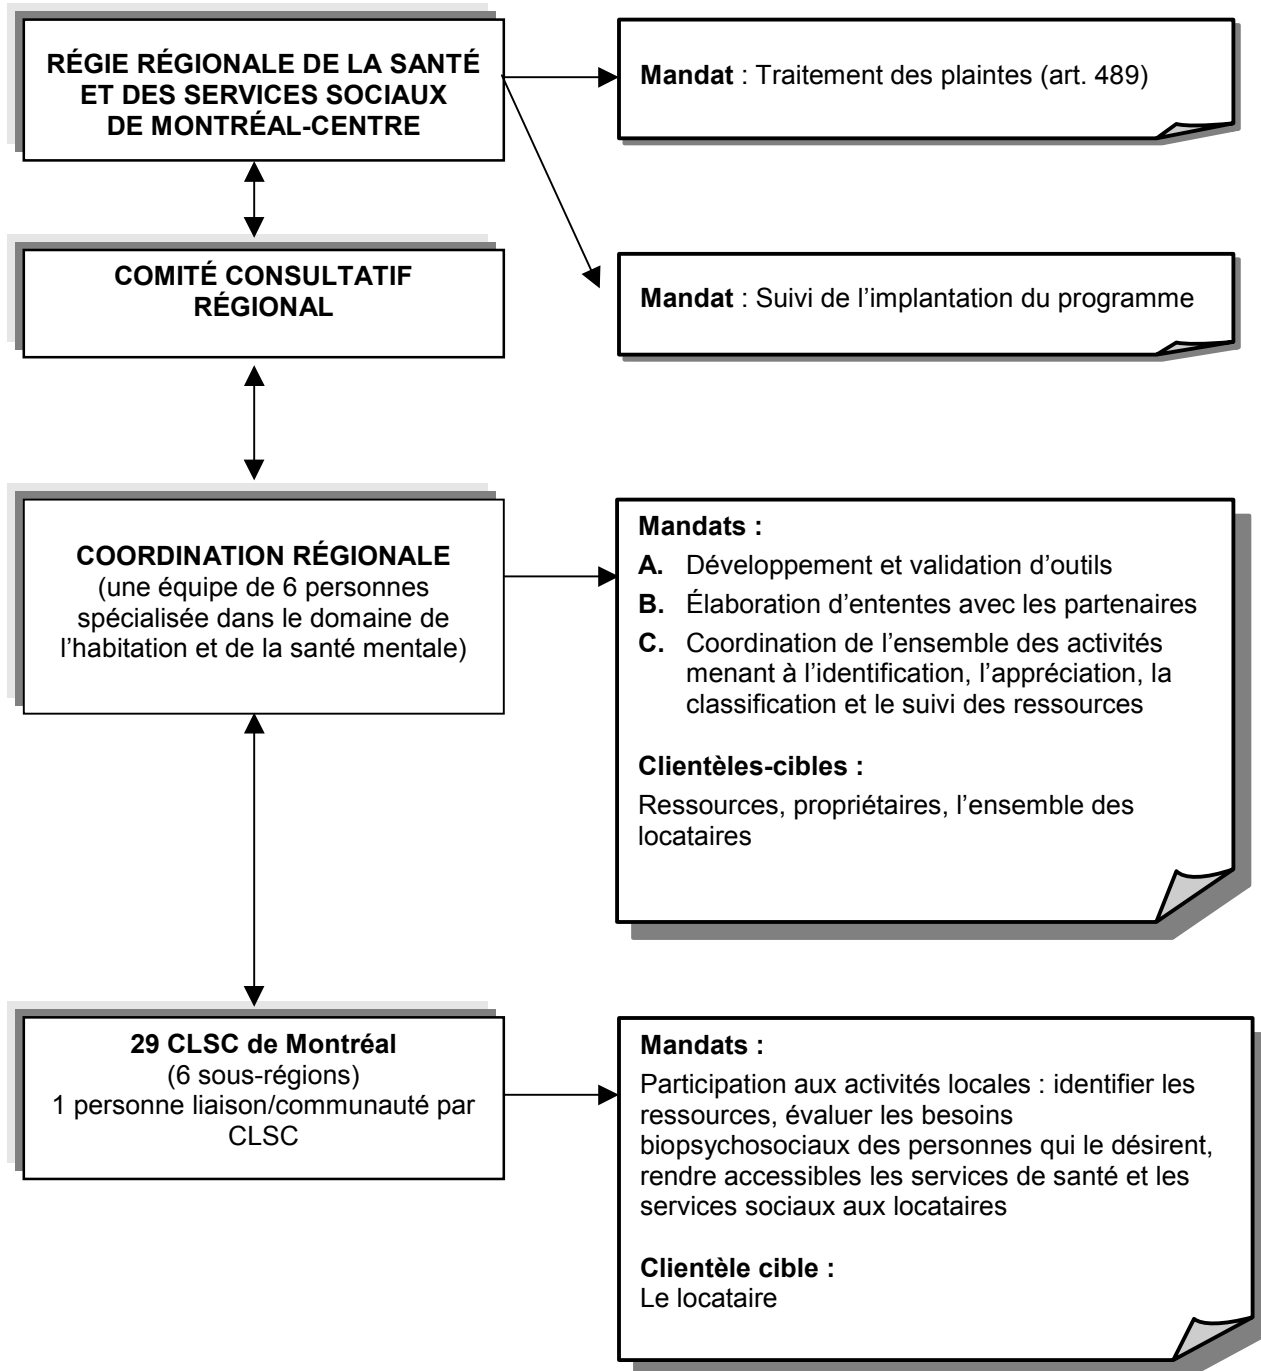 RÉGIE RÉGIONALE DE LA SANTÉ
ET DES SERVICES SOCIAUX
DE MONTRÉAL-CENTRE
Mandat : Traitement des plaintes (art. 489)
COMITÉ CONSULTATIF
RÉGIONAL
Mandat : Suivi de l’implantation du programme
COORDINATION RÉGIONALE
(une équipe de 6 personnes
spécialisée dans le domaine de
l’habitation et de la santé mentale)
Mandats :
A. Développement et validation d’outils
B. Élaboration d’ententes avec les partenaires
C. Coordination de l’ensemble des activités
menant à l’identification, l’appréciation, la
classification et le suivi des ressources
Clientèles-cibles :
Ressources, propriétaires, l’ensemble des
locataires
29 CLSC de Montréal
(6 sous-régions)
1 personne liaison/communauté par
CLSC
Mandats :
Participation aux activités locales : identifier les
ressources, évaluer les besoins
biopsychosociaux des personnes qui le désirent,
rendre accessibles les services de santé et les
services sociaux aux locataires
Clientèle cible :
Le locataire